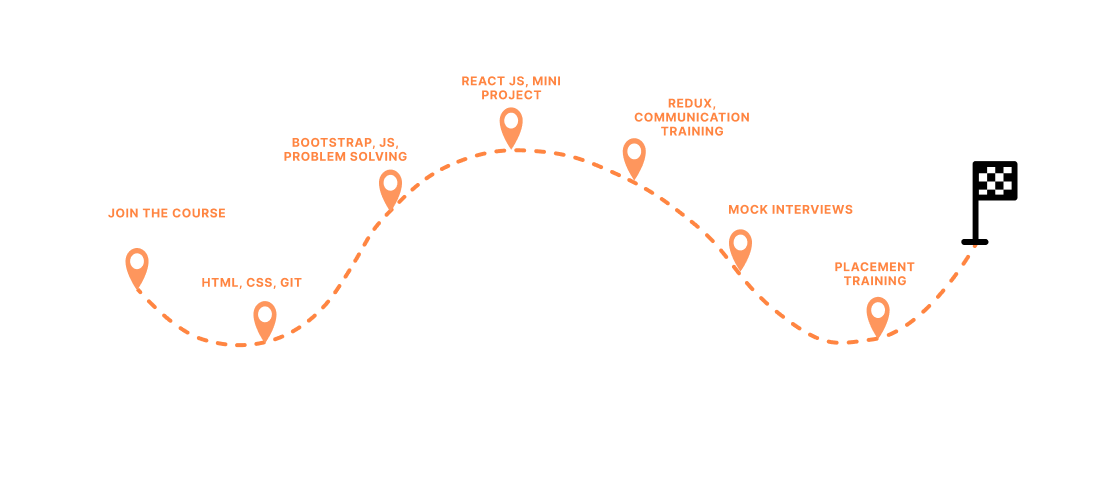 JOIN THE COURSE
HTML, CSS, GIT
BOOTSTRAP, JS,
PROBLEM SOLVING
REACT JS, MINI
PROJECT
REDUX,
COMMUNICATION
TRAINING
MOCK INTERVIEWS
PLACEMENT
TRAINING